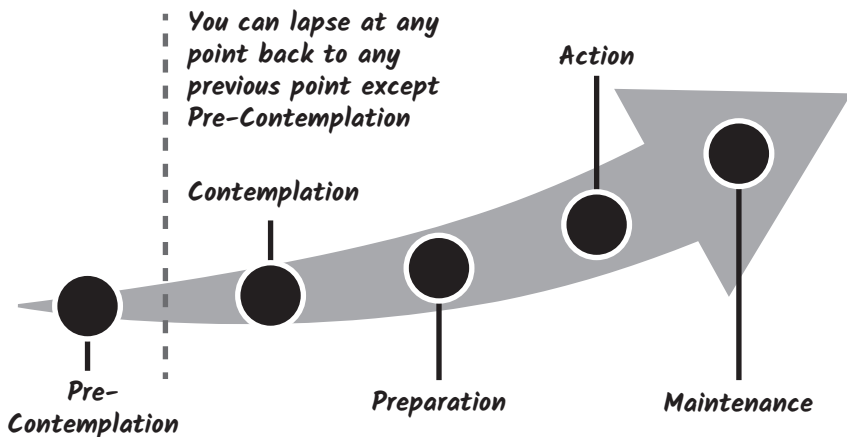 You can lapse at any
point back to any
previous point except
Pre-Contemplation
Action
Contemplation
Pre-
Contemplation
Preparation
Maintenance